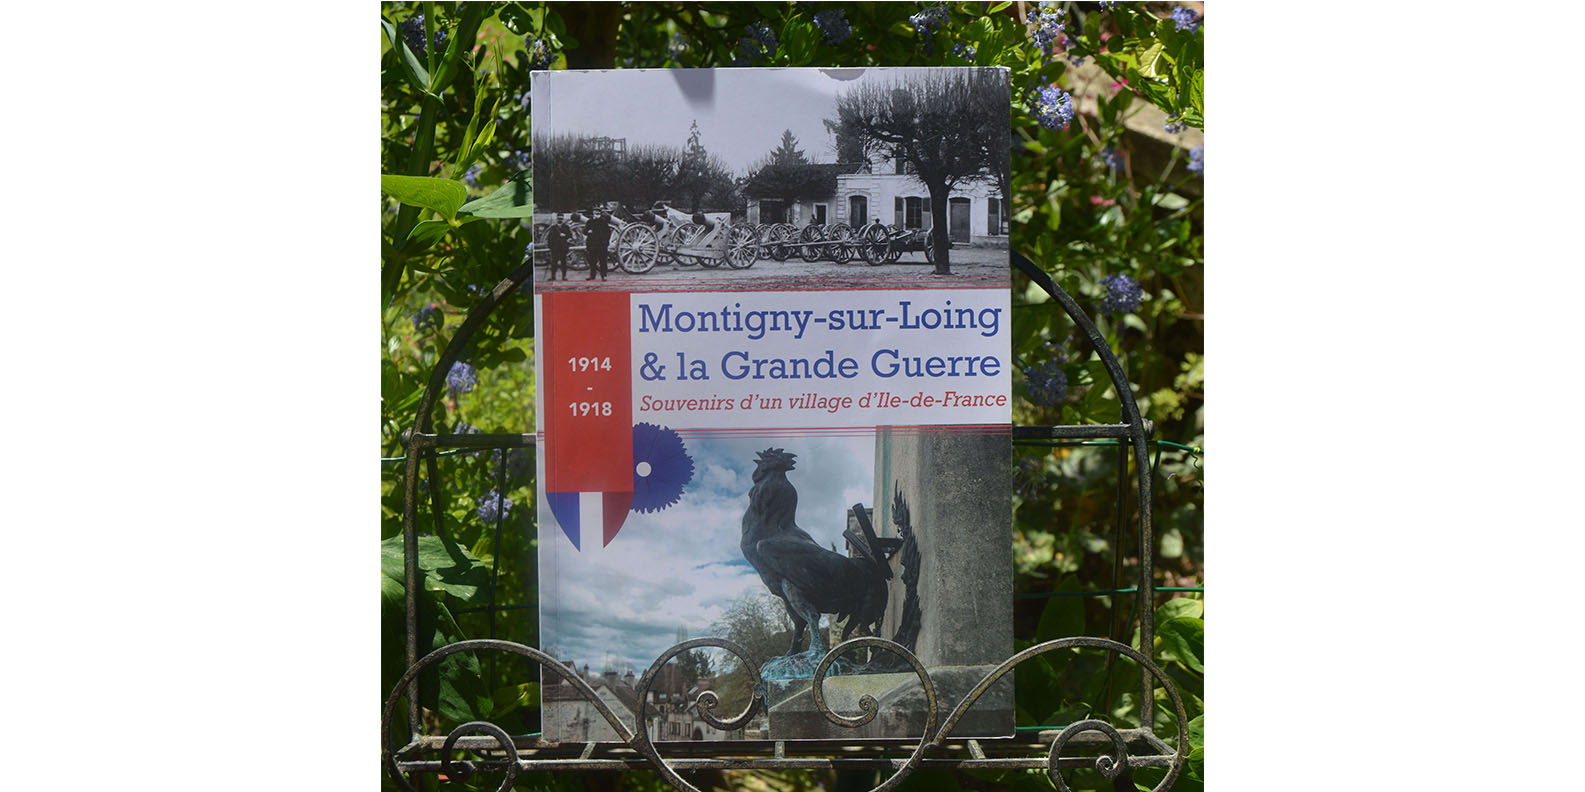 Montigny-sur-Loing
& la Grande Guerre
Souvenirs d'un village d'Ile-de-France
1914
-
1918